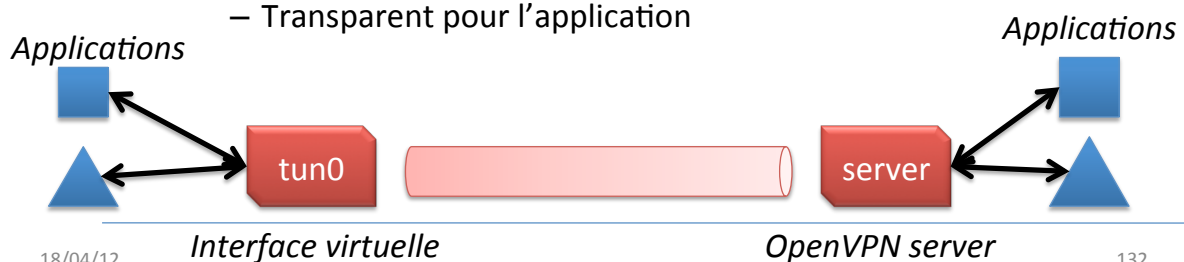 – Transparent pour l'application
Applications
Applications
tun0
server
Interface virtuelle
OpenVPN server
18/04/12
132